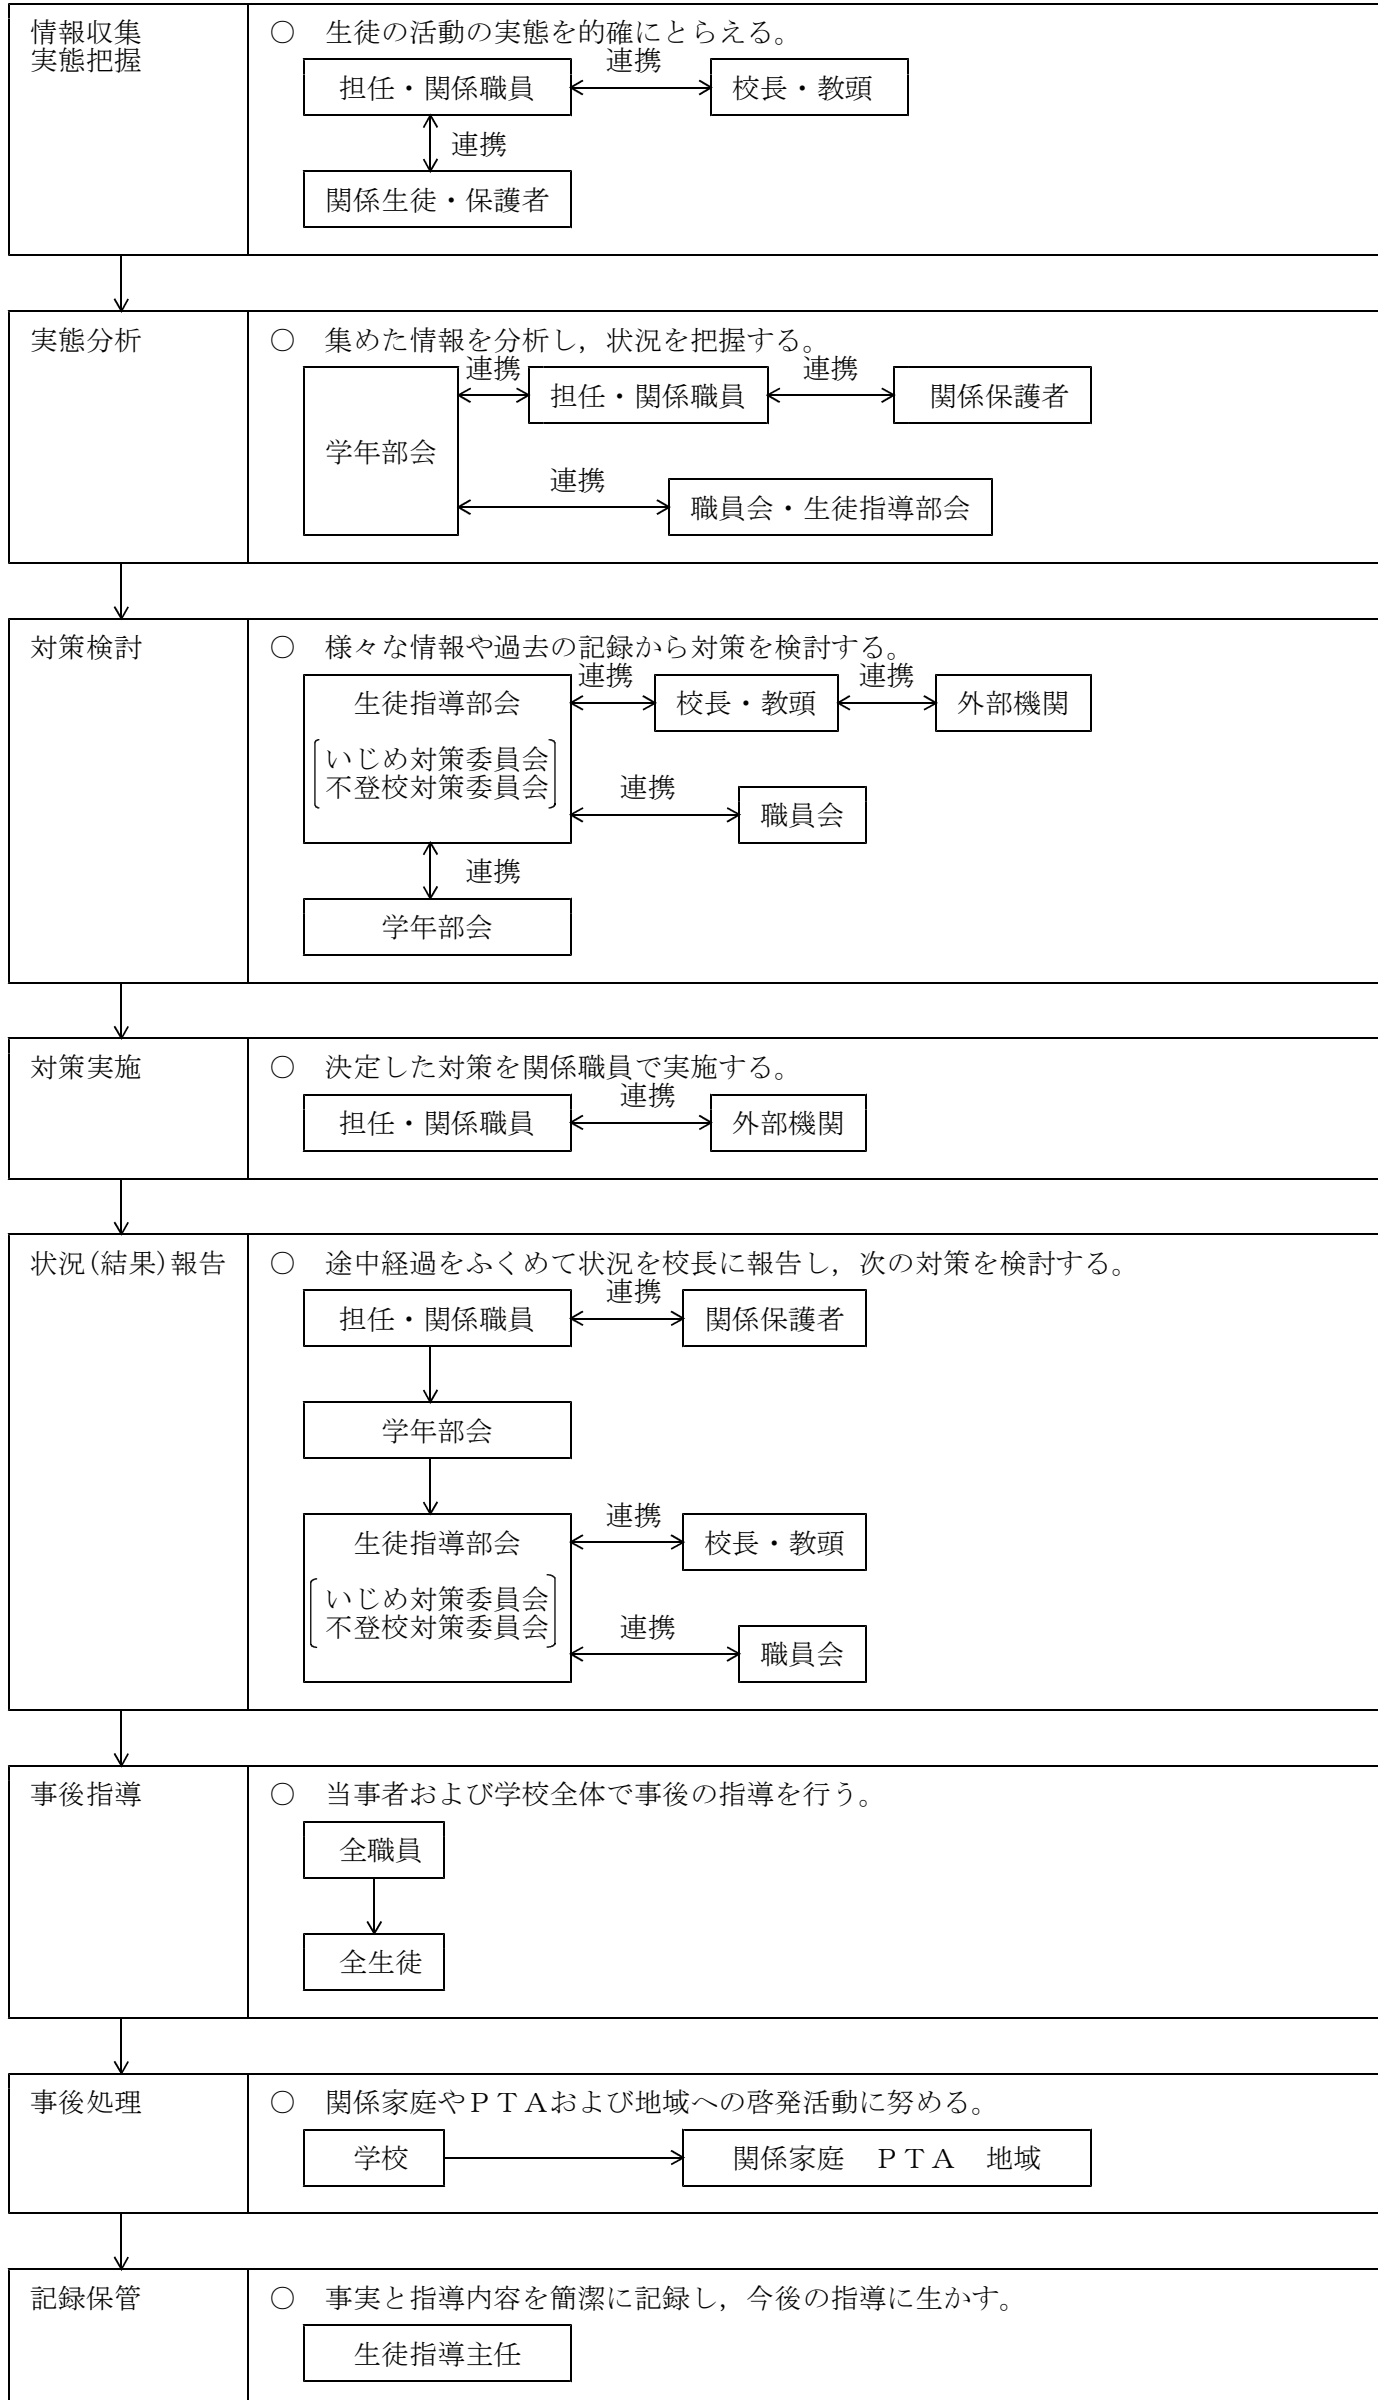 情報収集
実態把握
○　生徒の活動の実態を的確にとらえる。
連携
担任・関係職員
校長・教頭
連携
関係生徒・保護者
実態分析
○　集めた情報を分析し，状況を把握する。
連携
連携
担任・関係職員
関係保護者
学年部会
連携
職員会・生徒指導部会
対策検討
○　様々な情報や過去の記録から対策を検討する。
連携
連携
生徒指導部会
校長・教頭
外部機関
いじめ対策委員会
不登校対策委員会
連携
職員会
連携
学年部会
対策実施
○　決定した対策を関係職員で実施する。
連携
担任・関係職員
外部機関
状況(結果)報告
○　途中経過をふくめて状況を校長に報告し，次の対策を検討する。
連携
担任・関係職員
関係保護者
学年部会
連携
生徒指導部会
校長・教頭
いじめ対策委員会
不登校対策委員会
連携
職員会
事後指導
○　当事者および学校全体で事後の指導を行う。
全職員
全生徒
事後処理
○　関係家庭やＰＴＡおよび地域への啓発活動に努める。
学校
関係家庭　ＰＴＡ　地域
記録保管
○　事実と指導内容を簡潔に記録し，今後の指導に生かす。
生徒指導主任